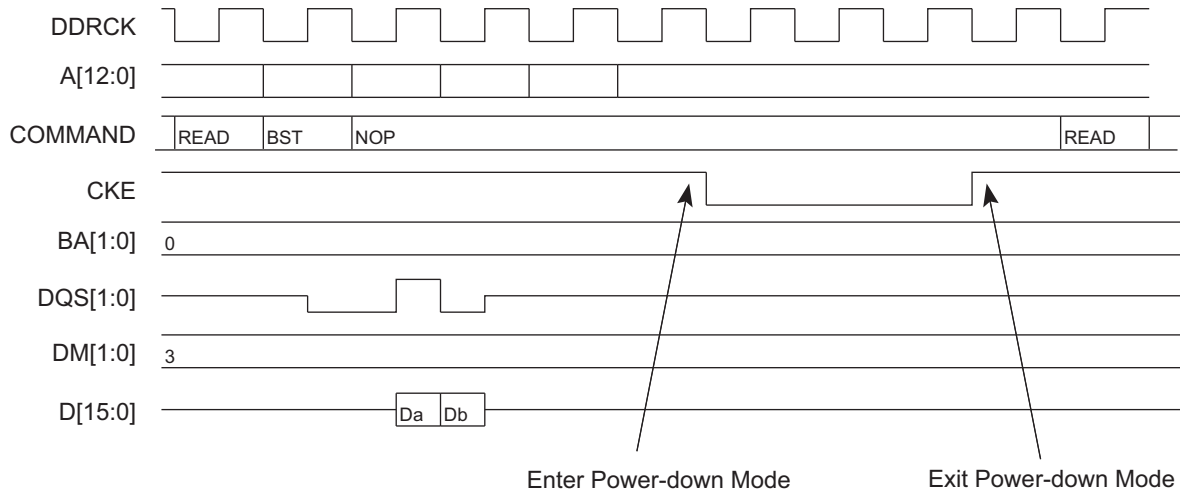 DDRCK
A[12:0]
COMMAND READ BST NOP READ
CKE
BA[1:0] 0
DQS[1:0]
DM[1:0] 3
D[15:0] Da Db
Enter Power-down Mode Exit Power-down Mode